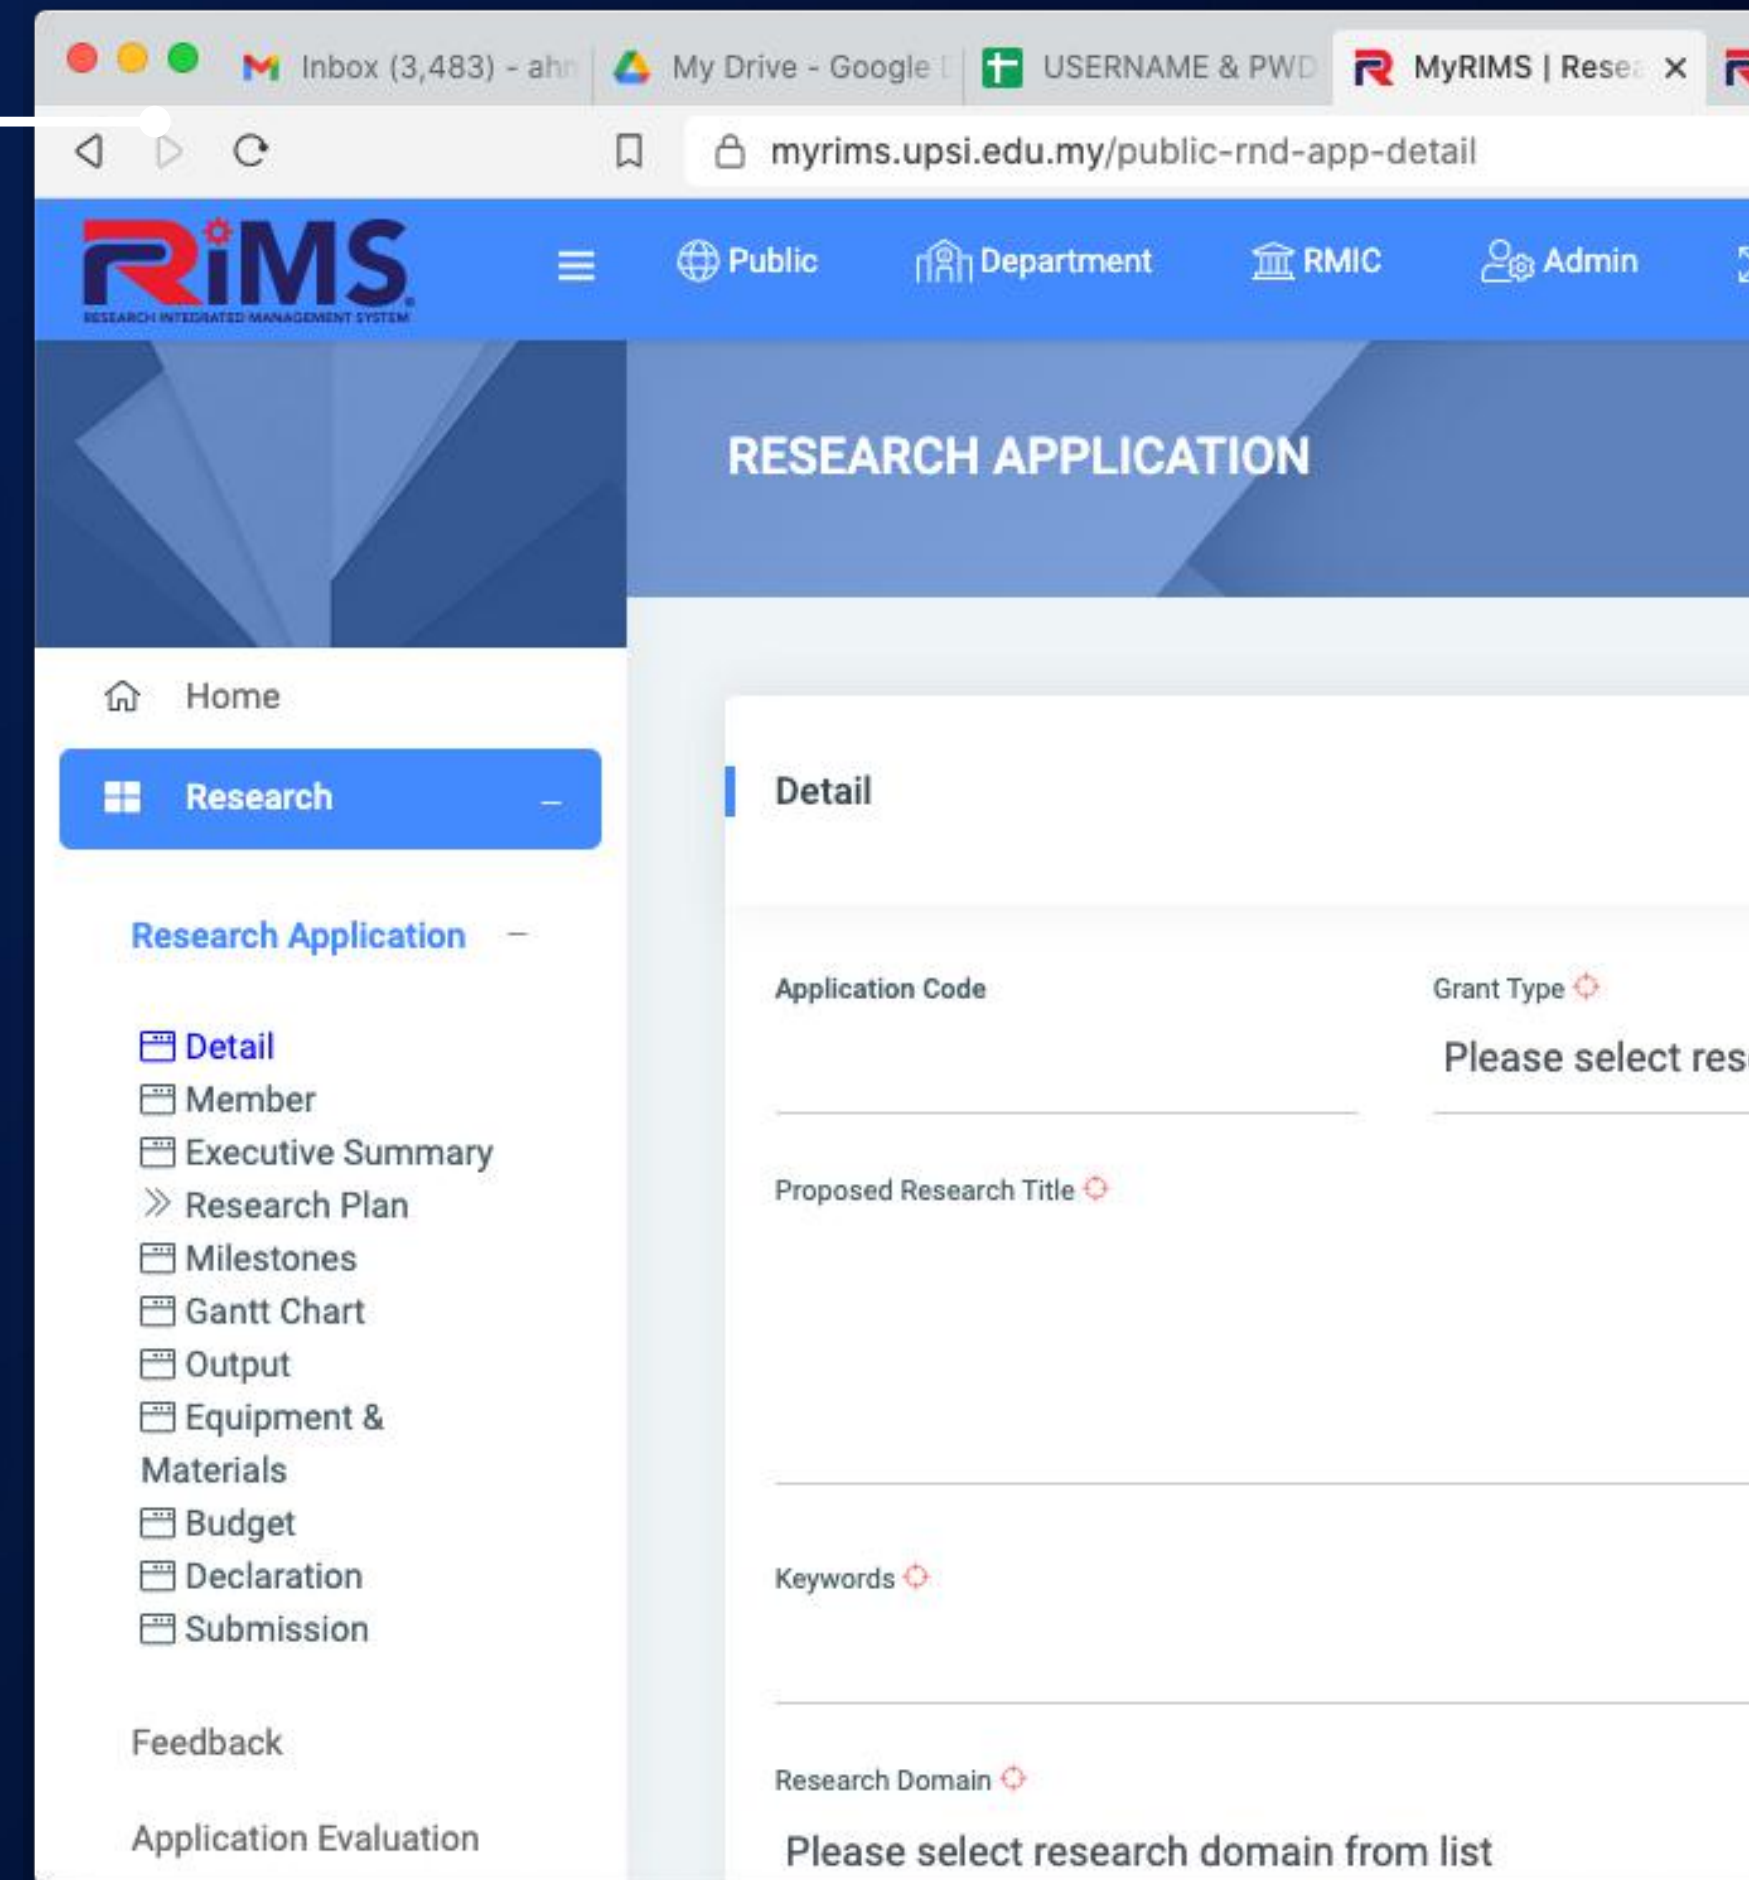 Inbox (3,483) - ahn
My Drive - Google
USERNAME & PWD
MyRIMS | Resea
myrims.upsi.edu.my/public-rnd-app-detail
RiMS
RESEARCH INTEGRATED MANAGEMENT SYSTEM
Public
Department
RMIC
Admin
RESEARCH APPLICATION
Home
Research
Detail
Research Application
Application Code
Grant Type
Detail
Please select res
Member
Executive Summary
Proposed Research Title
Research Plan
Milestones
Gantt Chart
Output
Equipment &
Materials
Budget
Keywords
Declaration
Submission
Feedback
Research Domain
Application Evaluation
Please select research domain from list